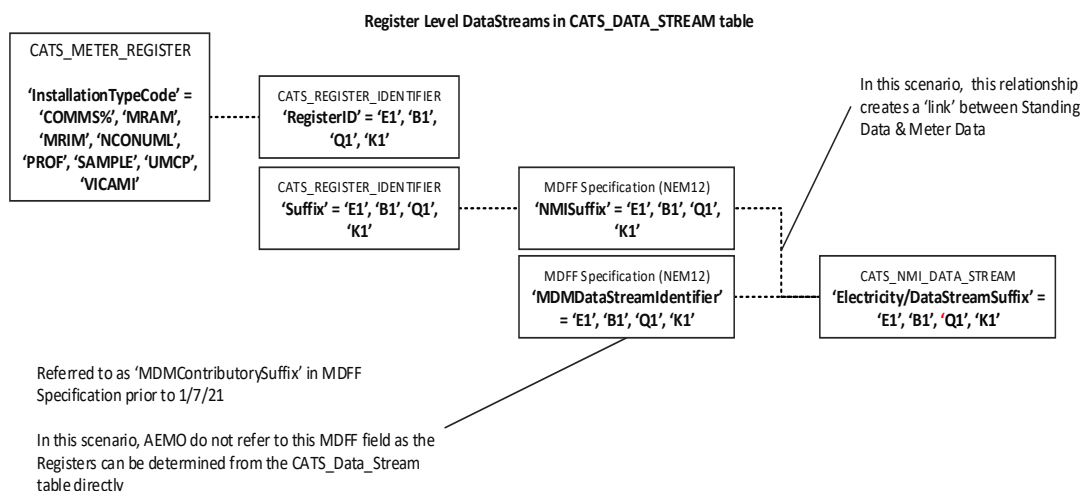 Register Level DataStreams in CATS_DATA_STREAM table
CATS_METER_REGISTER
‘InstallationTypeCode’ =
‘COMMS%’, ‘MRAM’,
‘MRIM’, ‘NCONUML’,
‘PROF’, ‘SAMPLE’, ‘UMCP’,
‘VICAMI’
CATS_REGISTER_IDENTIFIER
‘RegisterID’ = ‘E1’, ‘B1’,
‘Q1’, ‘K1’
CATS_REGISTER_IDENTIFIER
‘Suffix’ = ‘E1’, ‘B1’, ‘Q1’,
‘K1’
MDFF Specification (NEM12)
‘NMISuffix’ = ‘E1’, ‘B1’, ‘Q1’,
‘K1’
MDFF Specification (NEM12)
‘MDMDataStreamIdentifier’
= ‘E1’, ‘B1’, ‘Q1’, ‘K1’
CATS_NMI_DATA_STREAM
‘Electricity/DataStreamSuffix’ =
‘E1’, ‘B1’, ‘Q1’, ‘K1’
In this scenario, this relationship
creates a ‘link’ between Standing
Data & Meter Data
Referred to as ‘MDMContributorySuffix’ in MDFF
Specification prior to 1/7/21
In this scenario, AEMO do not refer to this MDFF field as the
Registers can be determined from the CATS_Data_Stream
table directly